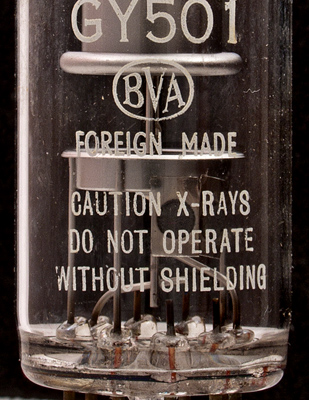 GY501
BVA
FOREIGN MADE
CAUTION X-RAYS
DO NOT OPERATE
WITHOUT SHIELDING